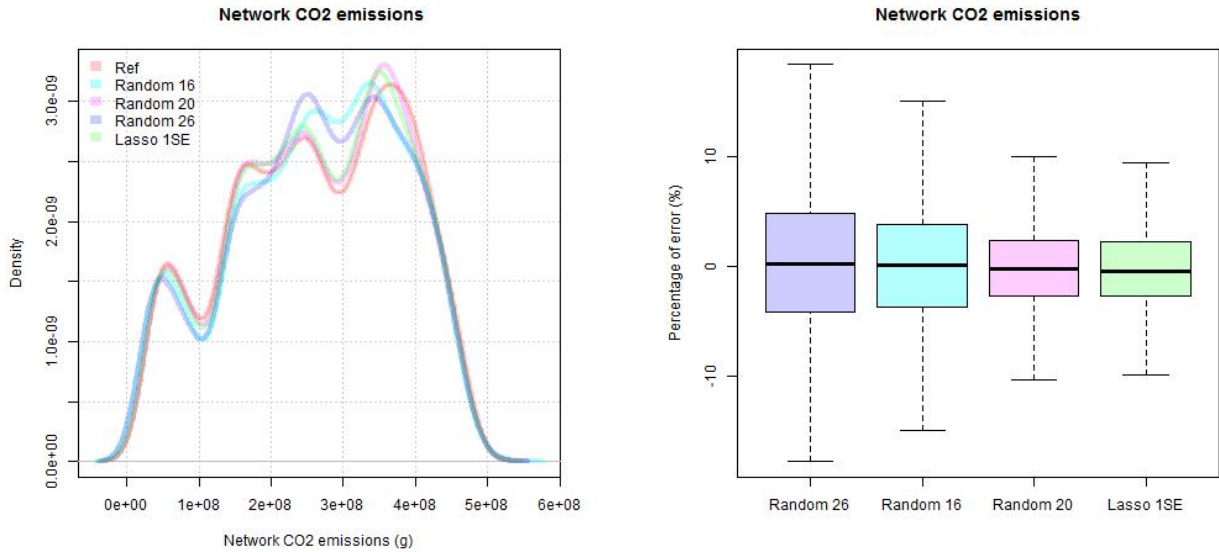 Network CO2 emissions
Ref
Random 16
Random 20
Random 26
Lasso 1SE
Density
0.0e+00
1.0e-09
2.0e-09
3.0e-09
0e+00
1e+08
2e+08
3e+08
4e+08
5e+08
6e+08
Network CO2 emissions (g)
Network CO2 emissions
Percentage of error (%)
10
0
-10
Random 26
Random 16
Random 20
Lasso 1SE